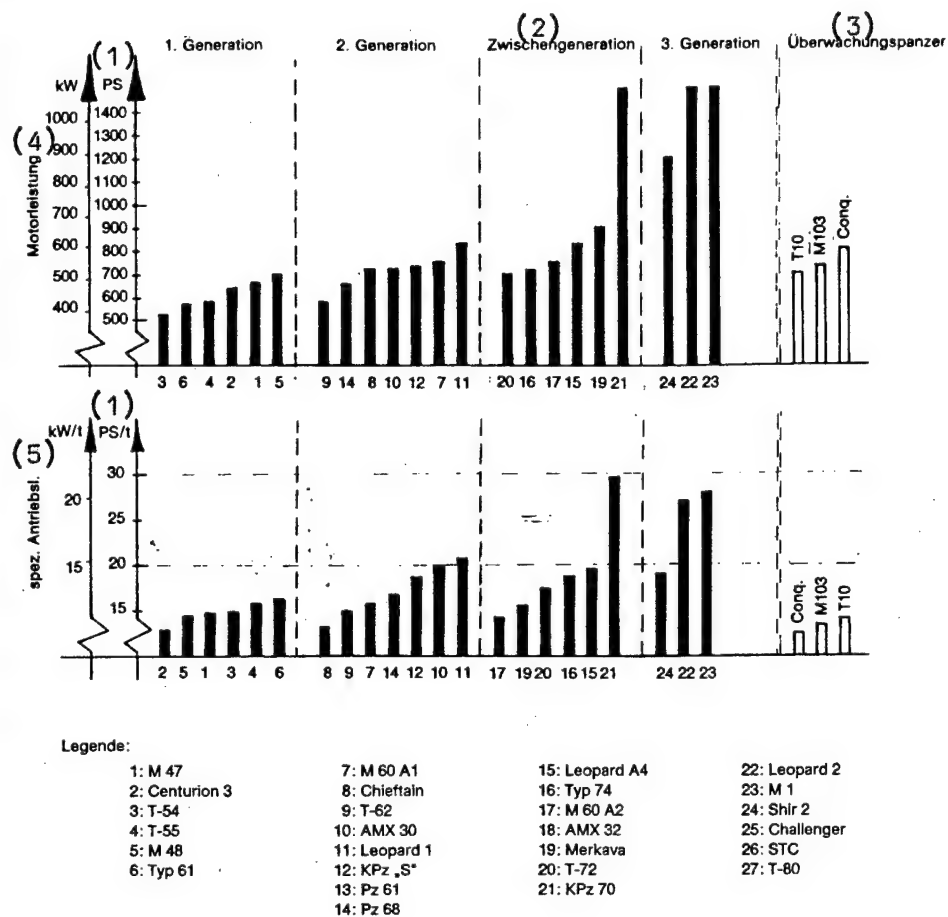 (2) (3)
1. Generation 2. Generation Zwischengeneration 3. Generation Überwachungspanzer
(1)
kW PS
1400
1000
1300
(4)
900 1200
800 1100
1000
700
900
600 800
500 700
600
400
500
Motorleistung
T10
M103
Conq.
3 6 4 2 1 5 9 14 8 10 12 7 11 20 16 17 15 19 21 24 22 23
(1)
kW/t PS/t
(5)
30
20
25
15 20
15
spez. Antriebsl.
Conq.
M103
T10
2 5 1 3 4 6 8 9 7 14 12 10 11 17 19 20 16 15 21 24 22 23
Legende:
1: M 47 7: M 60 A1 15: Leopard A4 22: Leopard 2
2: Centurion 3 8: Chieftain 16: Typ 74 23: M 1
3: T-54 9: T-62 17: M 60 A2 24: Shir 2
4: T-55 10: AMX 30 18: AMX 32 25: Challenger
5: M 48 11: Leopard 1 19: Merkava 26: STC
6: Typ 61 12: KPz „S" 20: T-72 27: T-80
13: Pz 61 21: KPz 70
14: Pz 68